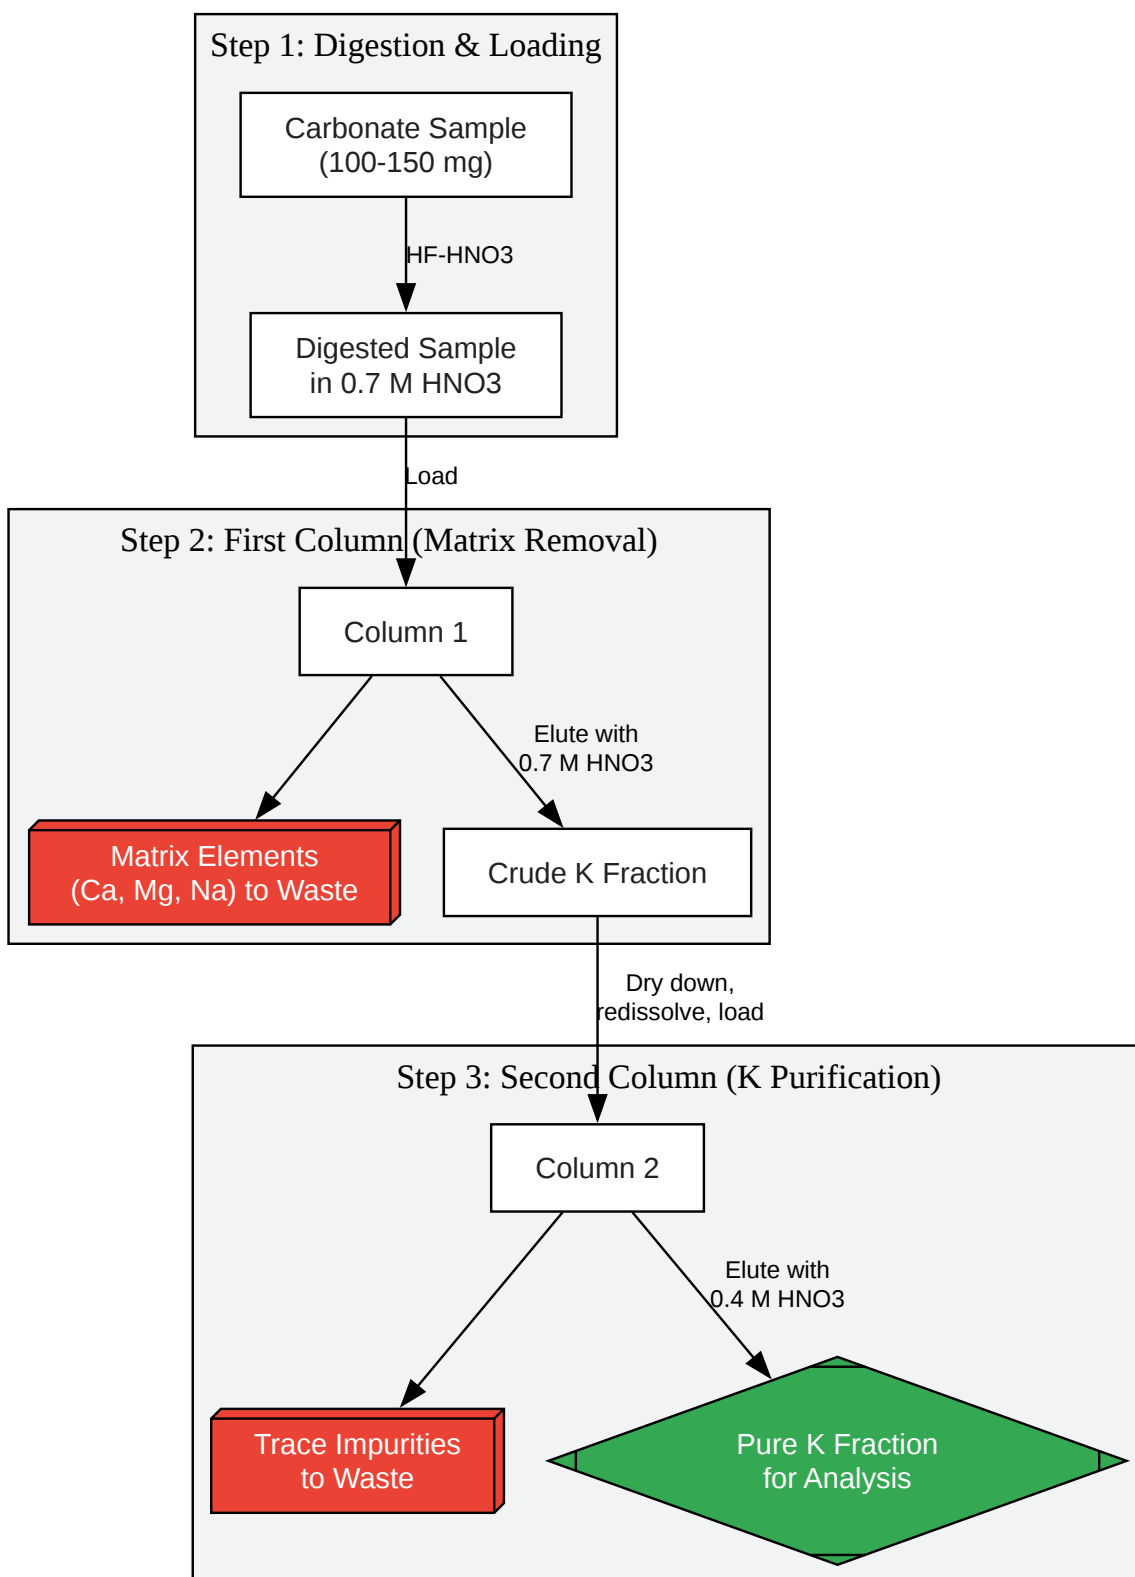 Step 1: Digestion & Loading
Carbonate Sample
(100-150 mg)
HF-HNO3
Digested Sample
in 0.7 M HNO3
Load
Step 2: First Column (Matrix Removal)
Column 1
Elute with
0.7 M HNO3
Matrix Elements
(Ca, Mg, Na) to Waste
Crude K Fraction
Dry down,
redissolve, load
Step 3: Second Column (K Purification)
Column 2
Elute with
0.4 M HNO3
Trace Impurities
to Waste
Pure K Fraction
for Analysis